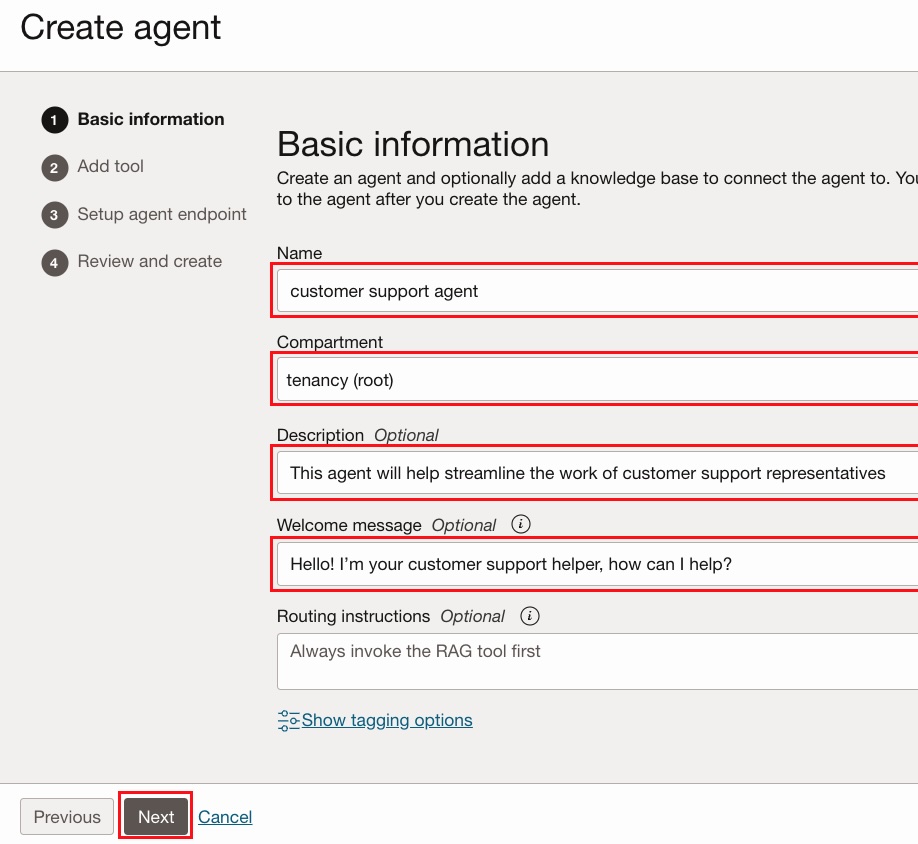 Create agent
1 Basic information
2 Add tool
3 Setup agent endpoint
4 Review and create
Basic information
Create an agent and optionally add a knowledge base to connect the agent to.
to the agent after you create the agent.
Name
customer support agent
Compartment
tenancy (root)
Description Optional
This agent will help streamline the work of customer support representatives
Welcome message Optional i
Hello! I'm your customer support helper, how can I help?
Routing instructions Optional i
Always invoke the RAG tool first
Show tagging options
Previous Next Cancel